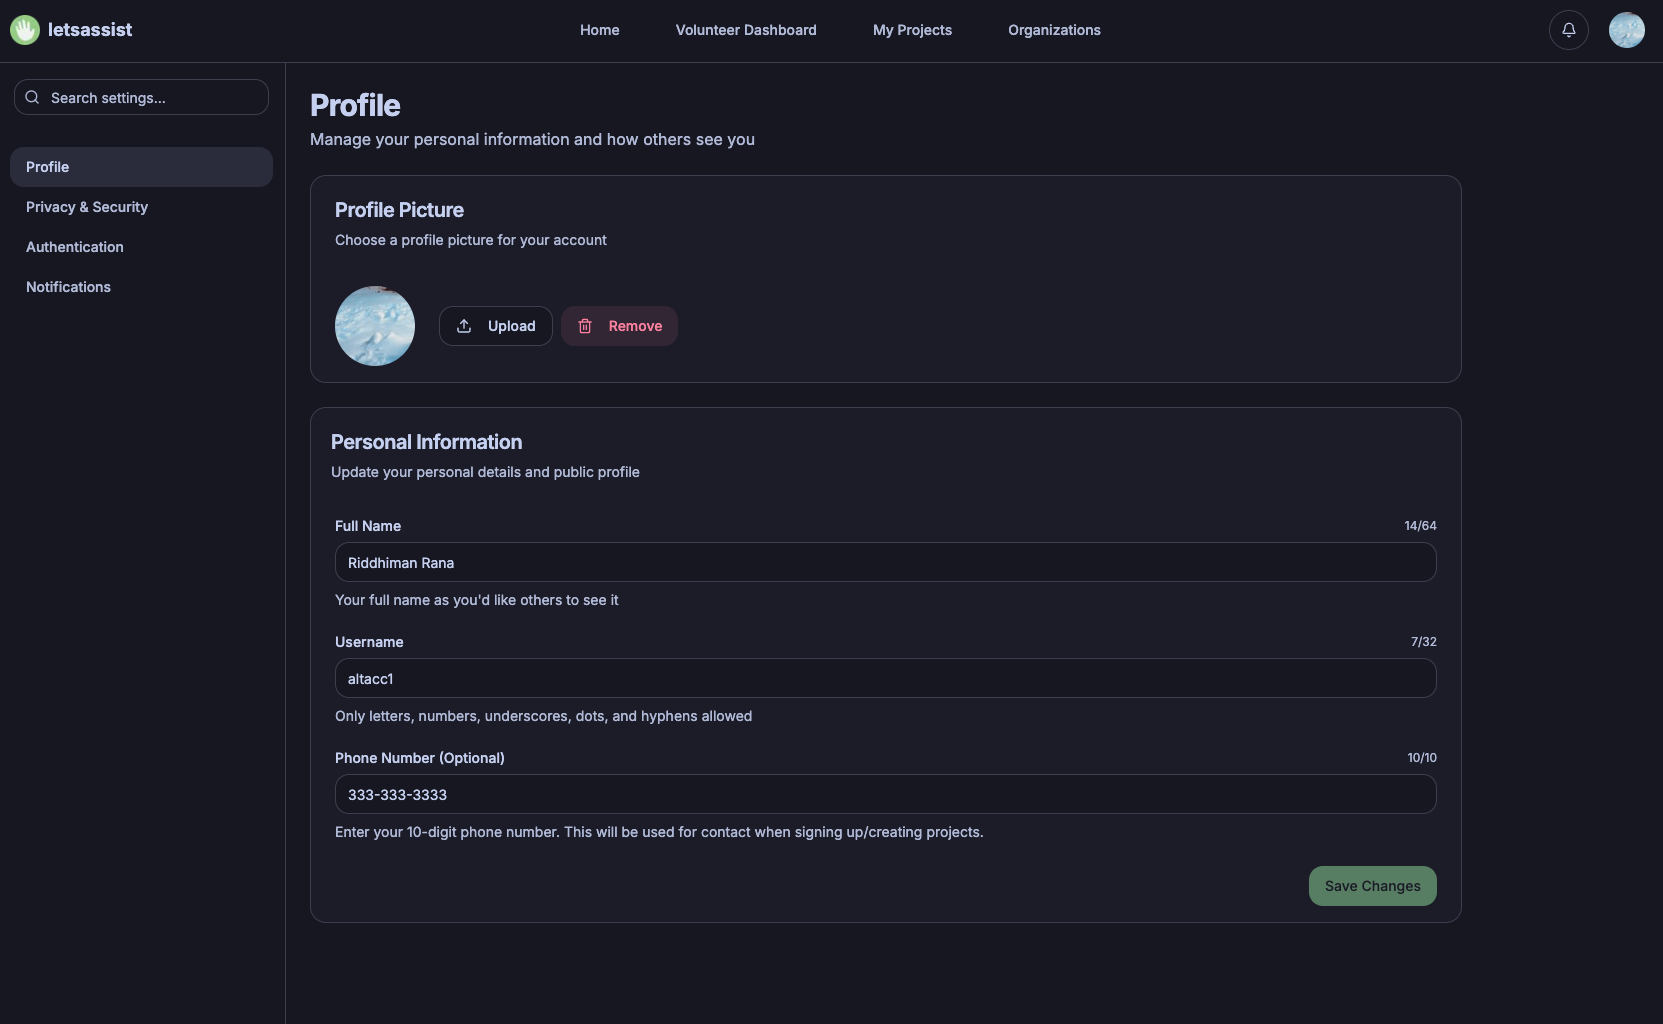 letsassist
Home
Volunteer Dashboard
My Projects
Organizations
Search settings...
Profile
Privacy & Security
Authentication
Notifications
Profile
Manage your personal information and how others see you
Profile Picture
Choose a profile picture for your account
Upload
Remove
Personal Information
Update your personal details and public profile
Full Name
14/64
Riddhiman Rana
Your full name as you'd like others to see it
Username
7/32
altacc1
Only letters, numbers, underscores, dots, and hyphens allowed
Phone Number (Optional)
10/10
333-333-3333
Enter your 10-digit phone number. This will be used for contact when signing up/creating projects.
Save Changes